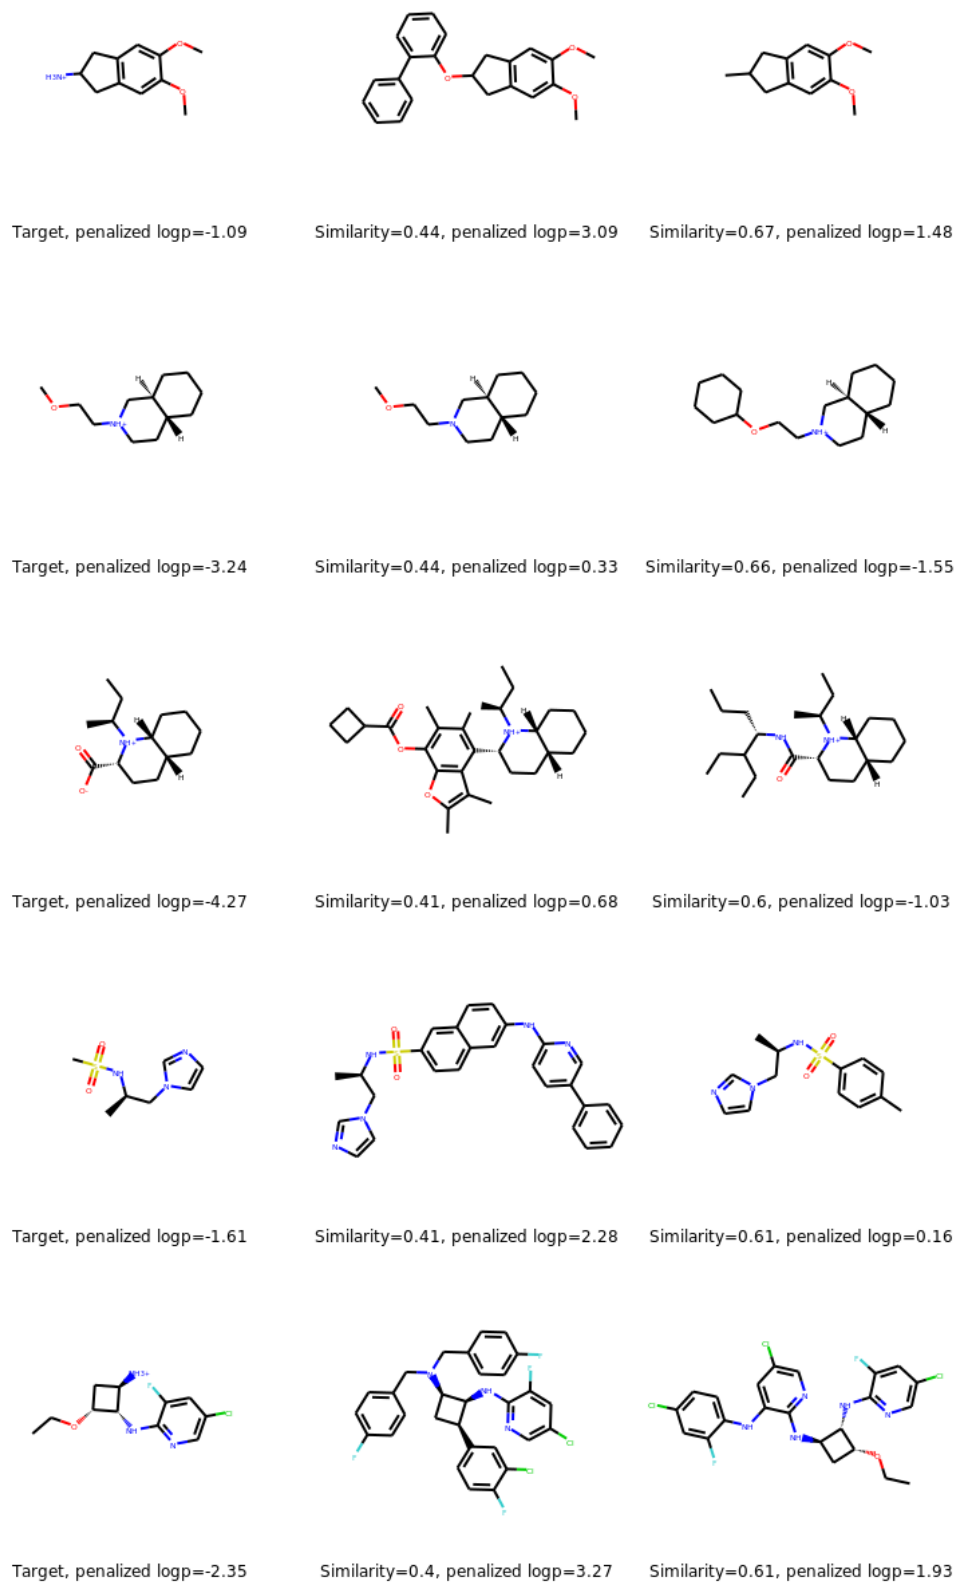 H3N+
Target, penalized logp=-1.09
Similarity=0.44, penalized logp=3.09
Similarity=0.67, penalized logp=1.48
Target, penalized logp=-3.24
Similarity=0.44, penalized logp=0.33
Similarity=0.66, penalized logp=-1.55
Target, penalized logp=-4.27
Similarity=0.41, penalized logp=0.68
Similarity=0.6, penalized logp=-1.03
Target, penalized logp=-1.61
Similarity=0.41, penalized logp=2.28
Similarity=0.61, penalized logp=0.16
Target, penalized logp=-2.35
Similarity=0.4, penalized logp=3.27
Similarity=0.61, penalized logp=1.93